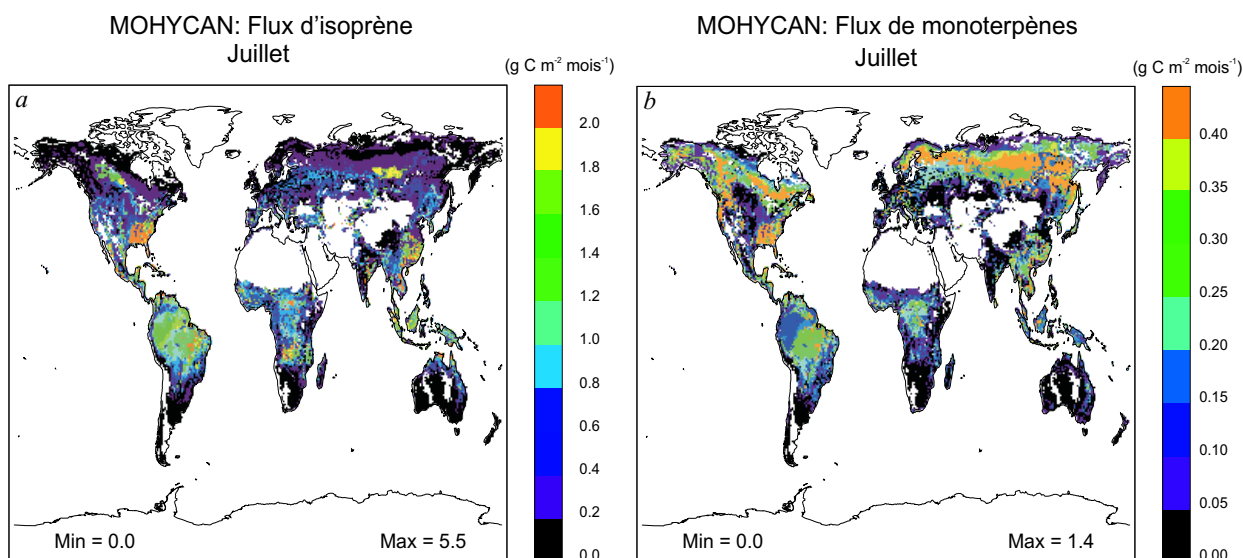 MOHYCAN: Flux d'isoprène
Juillet
(g C m⁻² mois⁻¹)
a
2.0
1.8
1.6
1.4
1.2
1.0
0.8
0.6
0.4
0.2
0.0
Min = 0.0 Max = 5.5
MOHYCAN: Flux de monoterpènes
Juillet
(g C m⁻² mois⁻¹)
b
0.40
0.35
0.30
0.25
0.20
0.15
0.10
0.05
0.00
Min = 0.0 Max = 1.4